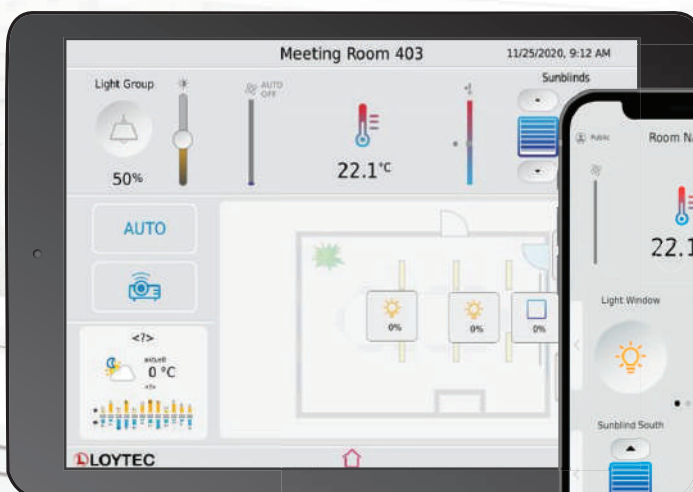 Meeting Room 403
11/25/2020, 9:12 AM
Light Group
AUTO
OFF
Sunblinds
50%
22.1°C
AUTO
0%
0%
0%
<?>
aktuell
0 °C
<?>
LOYTEC
Public
Room Na
22.1
Light Window
Sunblind South